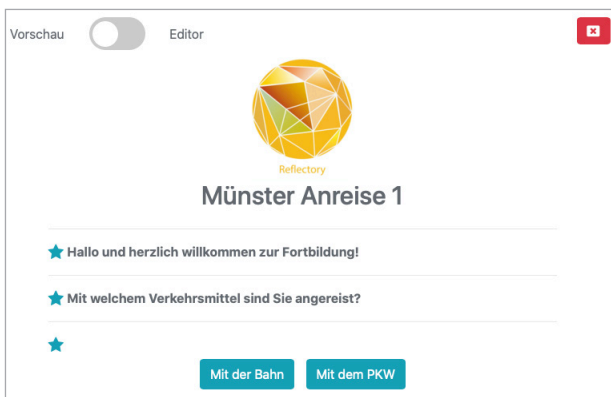 Vorschau Editor
Reflectory
Münster Anreise 1
Hallo und herzlich willkommen zur Fortbildung!
Mit welchem Verkehrsmittel sind Sie angereist?
Mit der Bahn Mit dem PKW